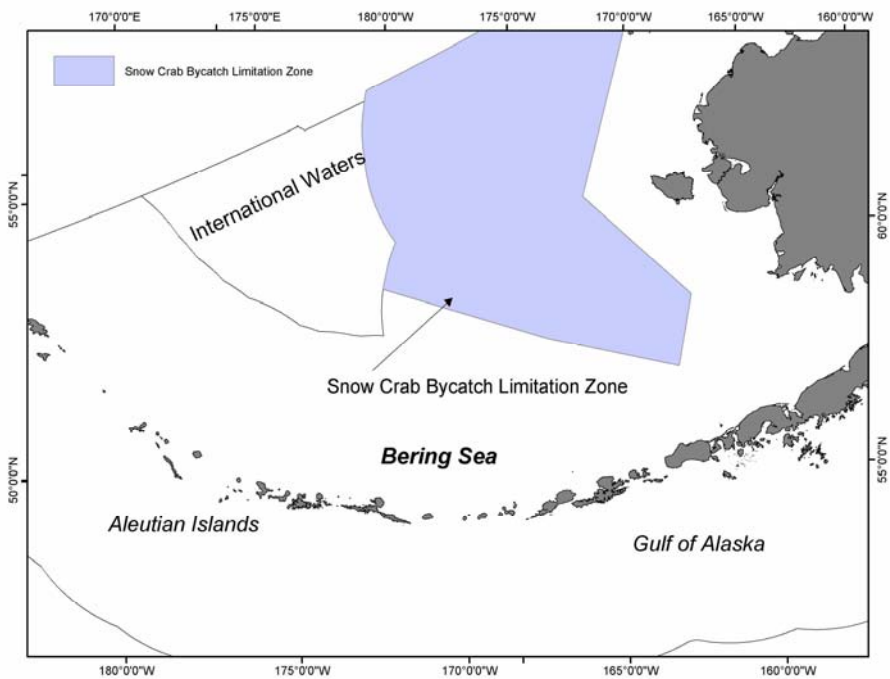 170°0'0"E 175°0'0"E 180°0'0"W 175°0'0"W 170°0'0"W 165°0'0"W 160°0'0"W
Snow Crab Bycatch Limitation Zone
International Waters
55°0'0"N
60°0'0"N
Snow Crab Bycatch Limitation Zone
Bering Sea
50°0'0"N
55°0'0"N
Aleutian Islands
Gulf of Alaska
180°0'0"W 175°0'0"W 170°0'0"W 165°0'0"W 160°0'0"W